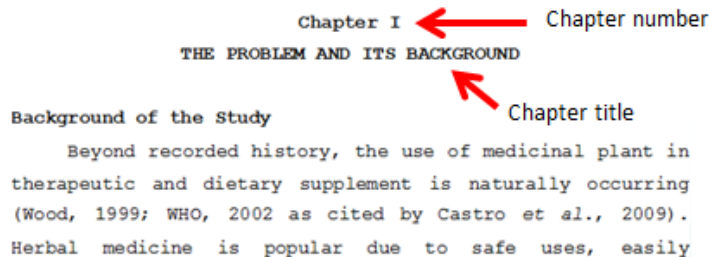 Chapter I
Chapter number
THE PROBLEM AND ITS BACKGROUND
Chapter title
Background of the Study
Beyond recorded history, the use of medicinal plant in
therapeutic and dietary supplement is naturally occurring
(Wood, 1999; WHO, 2002 as cited by Castro et al., 2009).
Herbal medicine is popular due to safe uses, easily